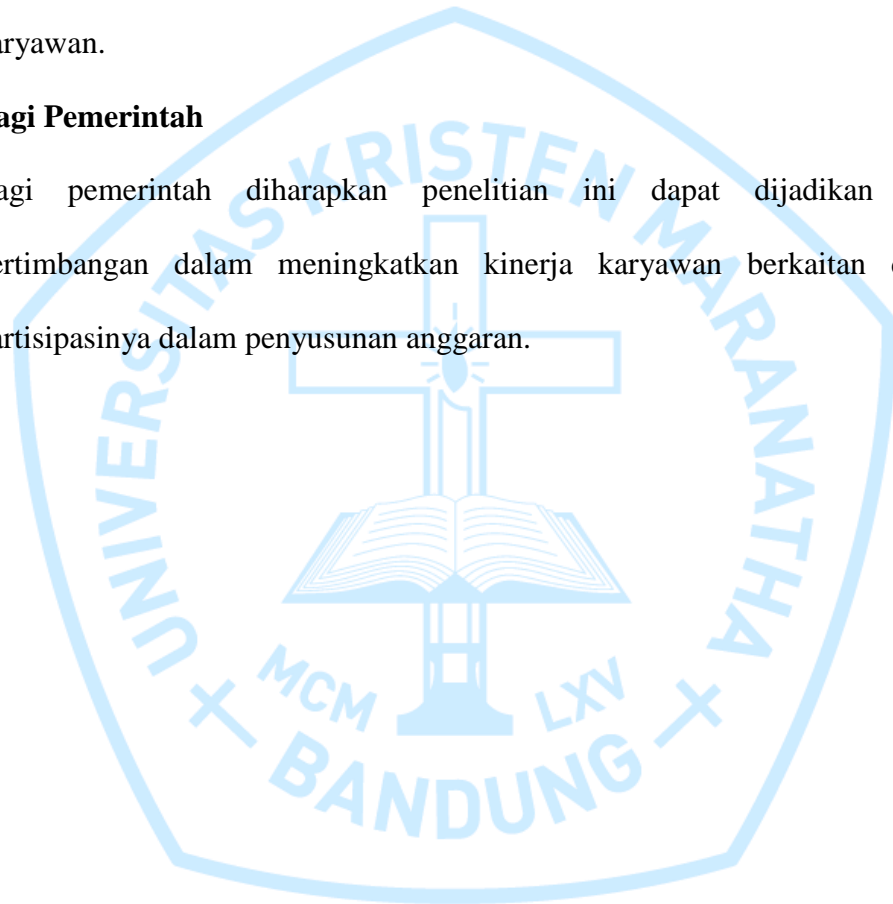 aryawan.
agi Pemerintah
agi pemerintah diharapkan penelitian ini dapat dijadikan
ertimbangan dalam meningkatkan kinerja karyawan berkaitan
artisipasinya dalam penyusunan anggaran.
UNIVERSITAS KRISTEN MARANATHA
MCM LXV
BANDUNG